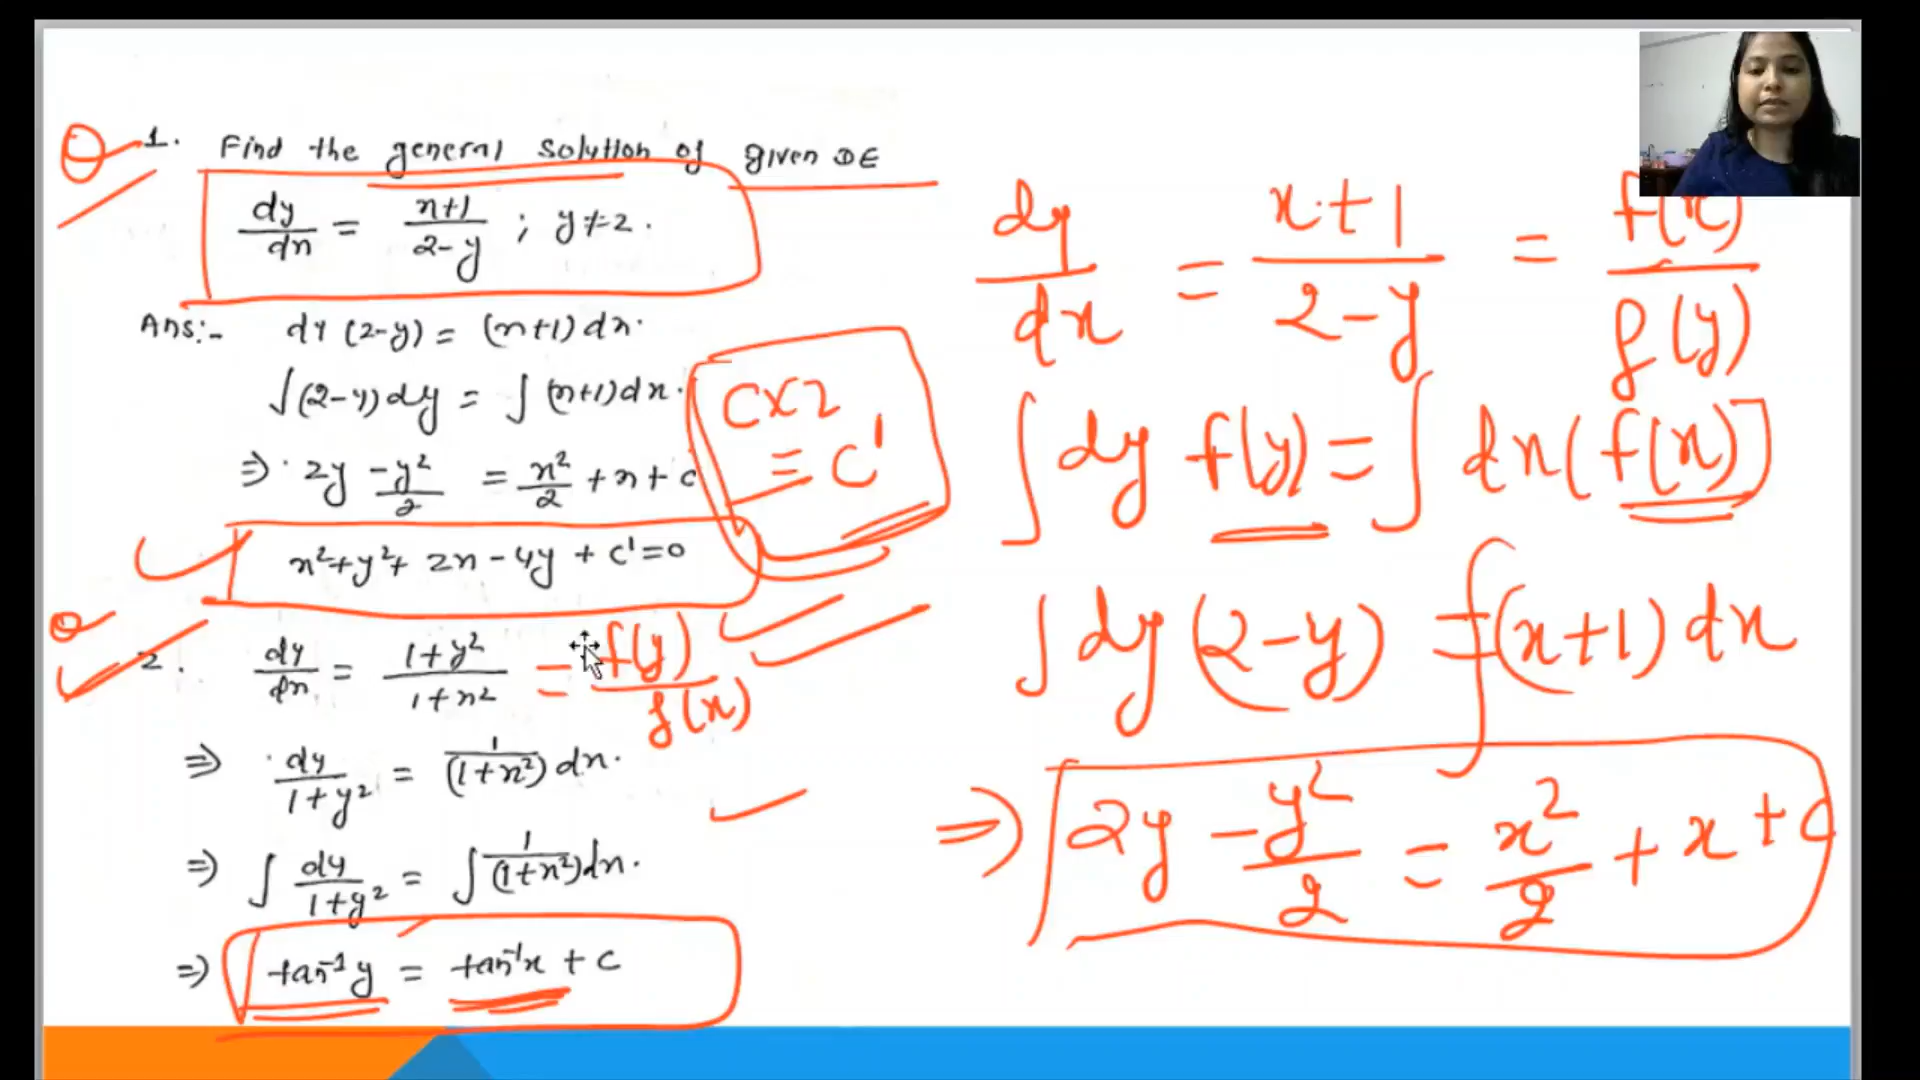 1. Find the general solution of given DE
dy/dx = x+1/2-y ; y≠2.
Ans:- dy (2-y) = (x+1) dx.
∫(2-y) dy = ∫(x+1) dx.
⇒ 2y - y²/2 = x²/2 + x + c
x²+y²+ 2x - 4y + c' = 0
2. dy/dx = 1+y²/1+x² = f(y)/f(x)
⇒ dy/1+y² = 1/(1+x²) dx.
⇒ ∫ dy/1+y² = ∫ 1/(1+x²) dx.
⇒ tan⁻¹y = tan⁻¹x + c
C×2
= C'
dy/dx = x+1/2-y = f(x)/f(y)
∫ dy f(y) = ∫ dx (f(x)]
∫ dy (2-y) = ∫(x+1) dx
⇒ 2y - y²/2 = x²/2 + x + C